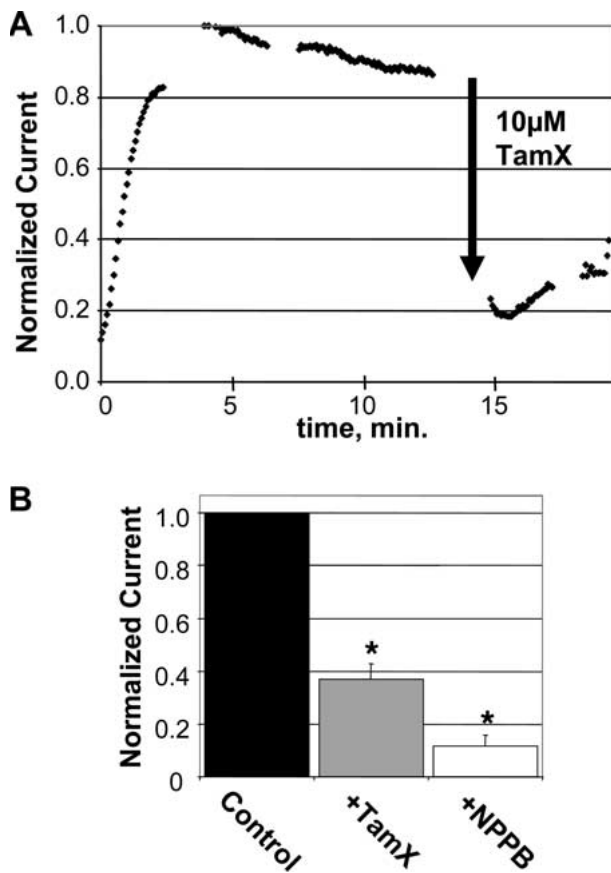 A
Normalized Current
1.0
0.8
0.6
0.4
0.2
0.0
10µM
TamX
0
5
10
15
time, min.
B
Normalized Current
1.0
0.8
0.6
0.4
0.2
0
*
*
Control
+TamX
+NPPB